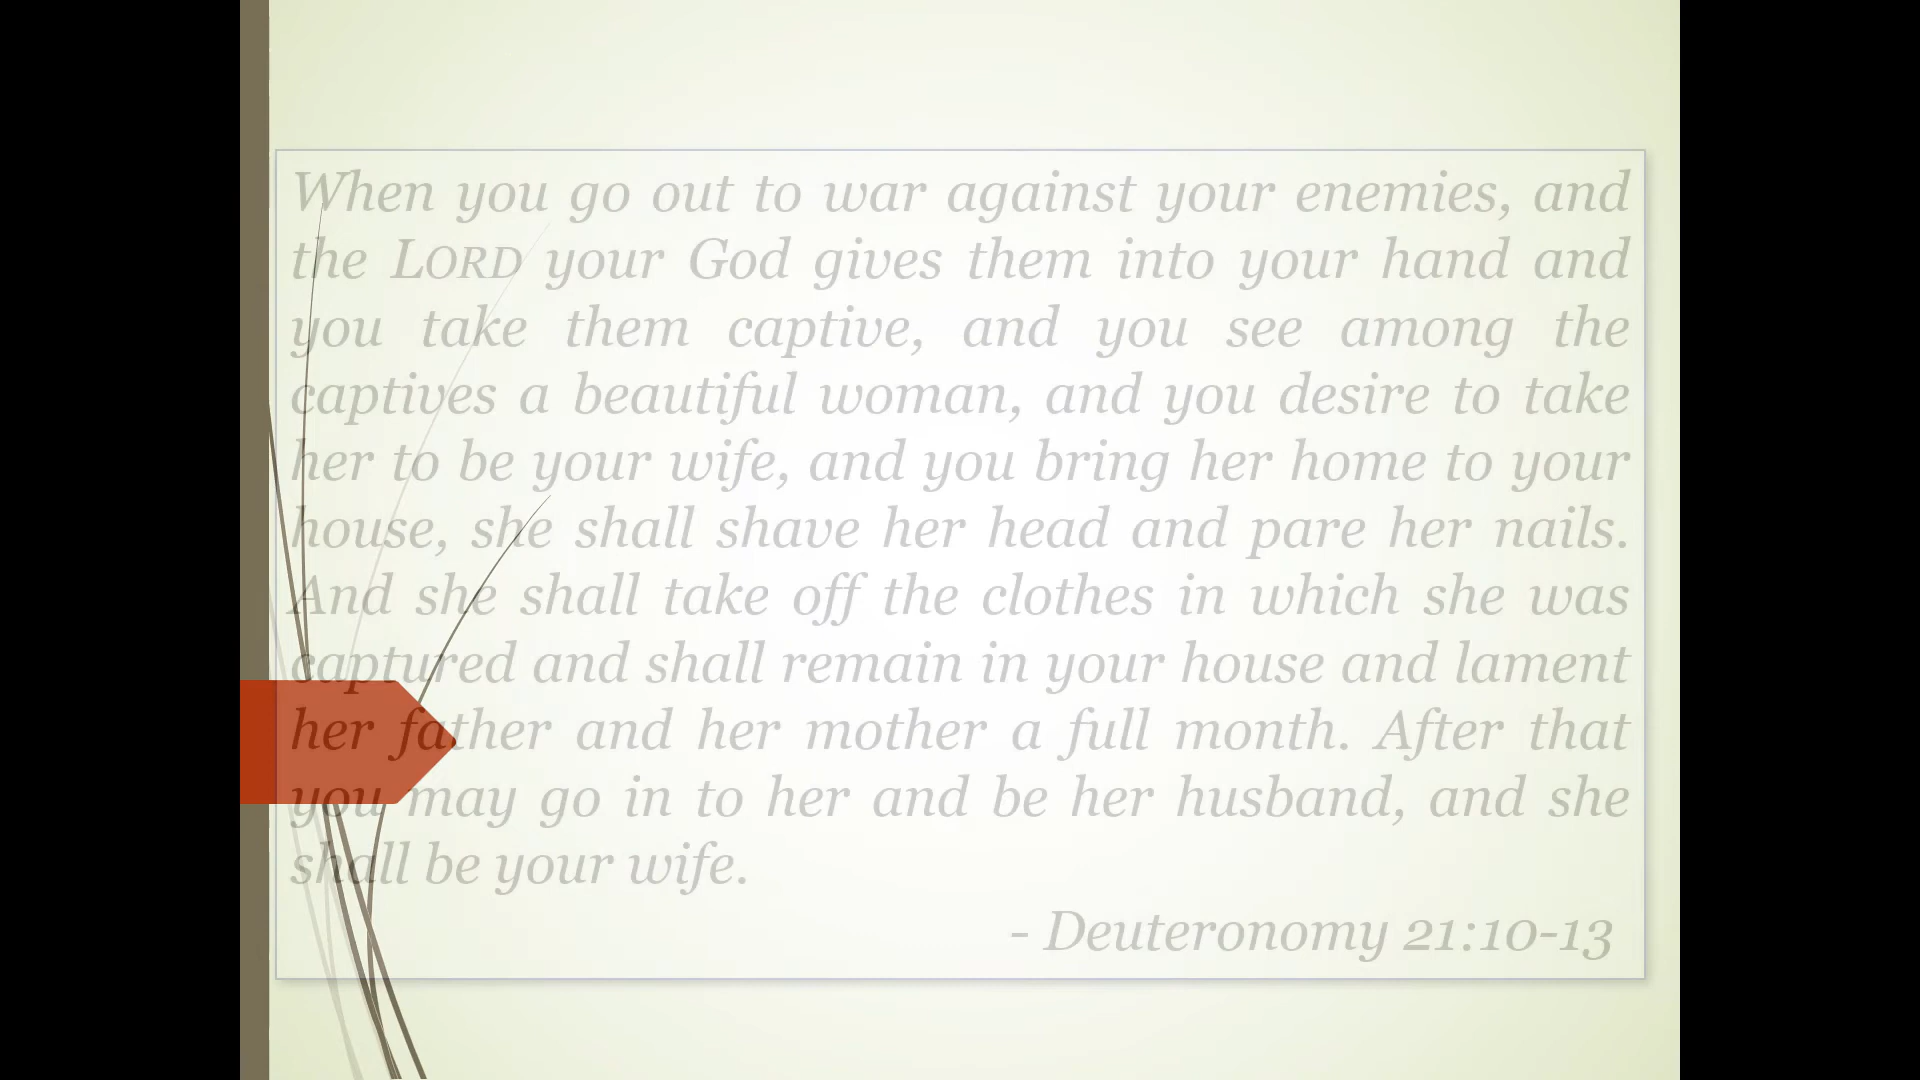 When you go out to war against your enemies, and
the LORD your God gives them into your hand and
you take them captive, and you see among the
captives a beautiful woman, and you desire to take
her to be your wife, and you bring her home to your
house, she shall shave her head and pare her nails.
And she shall take off the clothes in which she was
captured and shall remain in your house and lament
her father and her mother a full month. After that
you may go in to her and be her husband, and she
shall be your wife.
- Deuteronomy 21:10-13